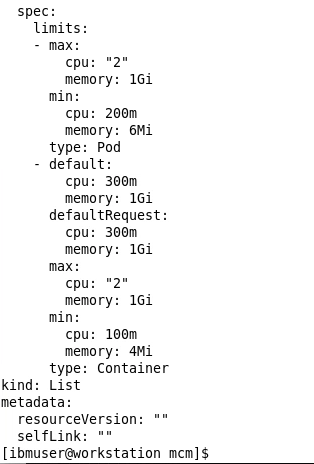 spec:
    limits:
    - max:
        cpu: "2"
        memory: 1Gi
      min:
        cpu: 200m
        memory: 6Mi
      type: Pod
    - default:
        cpu: 300m
        memory: 1Gi
      defaultRequest:
        cpu: 300m
        memory: 1Gi
      max:
        cpu: "2"
        memory: 1Gi
      min:
        cpu: 100m
        memory: 4Mi
      type: Container
kind: List
metadata:
  resourceVersion: ""
  selfLink: ""
[ibmuser@workstation mcm]$